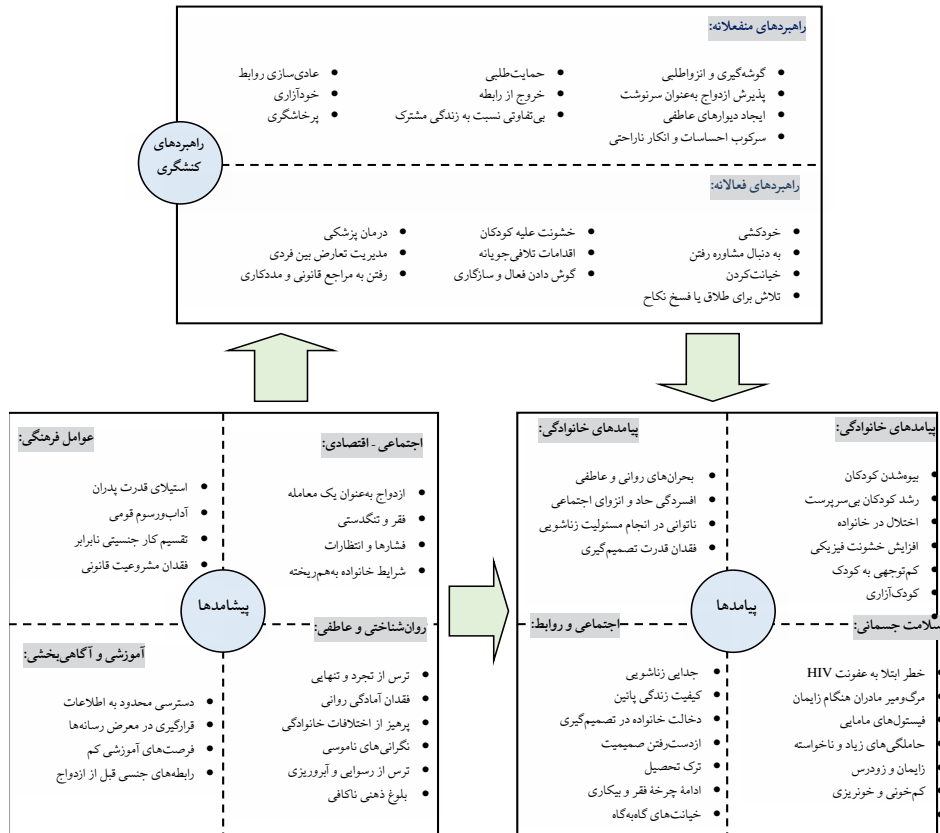 راهبردهای منفعلانه:
گوشه‌گیری و انزواطلبی
پذیرش ازدواج به‌عنوان سرنوشت
ایجاد دیوارهای عاطفی
سرکوب احساسات و انکار ناراحتی
حمایت‌طلبی
خروج از رابطه
بی‌تفاوتی نسبت به زندگی مشترک
عادی‌سازی روابط
خودآزاری
پرخاشگری
راهبردهای
کنشگری
راهبردهای فعالانه:
خودکشی
به دنبال مشاوره رفتن
خیانت‌کردن
تلاش برای طلاق یا فسخ نکاح
خشونت علیه کودکان
اقدامات تلافی‌جویانه
گوش دادن فعال و سازگاری
درمان پزشکی
مدیریت تعارض بین فردی
رفتن به مراجع قانونی و مددکاری
پیامدهای خانوادگی:
بیوه‌شدن کودکان
رشد کودکان بی‌سرپرست
اختلال در خانواده
افزایش خشونت فیزیکی
کم‌توجهی به کودک
کودک‌آزاری
پیامدهای خانوادگی:
بحران‌های روانی و عاطفی
افسردگی حاد و انزوای اجتماعی
ناتوانی در انجام مسئولیت زناشویی
فقدان قدرت تصمیم‌گیری
پیامدها
سلامت جسمانی:
خطر ابتلا به عفونت HIV
مرگ‌ومیر مادران هنگام زایمان
فیستول‌های مامایی
حاملگی‌های زیاد و ناخواسته
زایمان و زودرس
کم‌خونی و خونریزی
اجتماعی و روابط:
جدایی زناشویی
کیفیت زندگی پائین
دخالت خانواده در تصمیم‌گیری
ازدست‌رفتن صمیمیت
ترک تحصیل
ادامهٔ چرخهٔ فقر و بیکاری
خیانت‌های گاه‌به‌گاه
اجتماعی - اقتصادی:
ازدواج به‌عنوان یک معامله
فقر و تنگدستی
فشارها و انتظارات
شرایط خانواده به‌هم‌ریخته
عوامل فرهنگی:
استیلای قدرت پدران
آداب‌ورسوم قومی
تقسیم کار جنسیتی نابرابر
فقدان مشروعیت قانونی
پیشامدها
روان‌شناختی و عاطفی:
ترس از تجرد و تنهایی
فقدان آمادگی روانی
پرهیز از اختلافات خانوادگی
نگرانی‌های ناموسی
ترس از رسوایی و آبروریزی
بلوغ ذهنی ناکافی
آموزشی و آگاهی‌بخشی:
دسترسی محدود به اطلاعات
قرارگیری در معرض رسانه‌ها
فرصت‌های آموزشی کم
رابطه‌های جنسی قبل از ازدواج